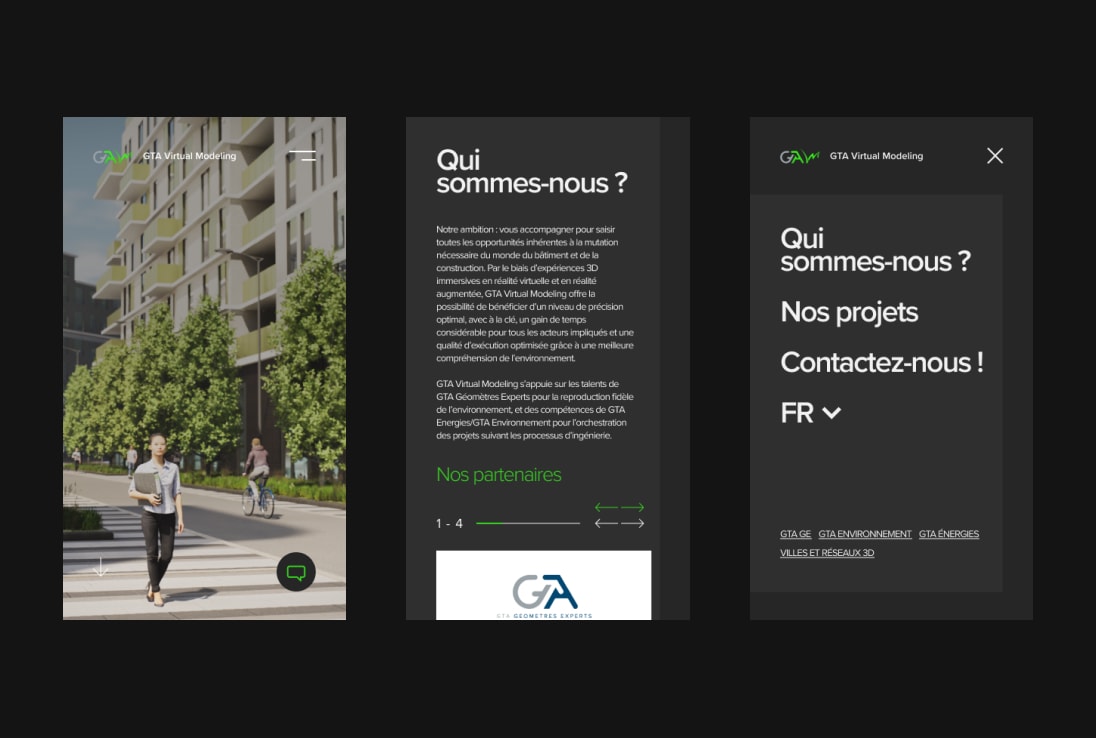 GAVM GTA Virtual Modeling
Qui
sommes-nous ?
Notre ambition : vous accompagner pour saisir
toutes les opportunités inhérentes à la mutation
nécessaire du monde du bâtiment et de la
construction. Par le biais d'expériences 3D
immersives en réalité virtuelle et en réalité
augmentée, GTA Virtual Modeling offre la
possibilité de bénéficier d'un niveau de précision
optimal, avec à la clé, un gain de temps
considérable pour tous les acteurs impliqués et une
qualité d'exécution optimisée grâce à une meilleure
compréhension de l'environnement.
GTA Virtual Modeling s'appuie sur les talents de
GTA Géomètres Experts pour la reproduction fidèle
de l'environnement, et des compétences de GTA
Energies/GTA Environnement pour l'orchestration
des projets suivant les processus d'ingénierie.
Nos partenaires
1 - 4
GA
GTA GEOMETRES EXPERTS
GAVM GTA Virtual Modeling
Qui
sommes-nous ?
Nos projets
Contactez-nous !
FR
GTA GE GTA ENVIRONNEMENT GTA ÉNERGIES
VILLES ET RÉSEAUX 3D